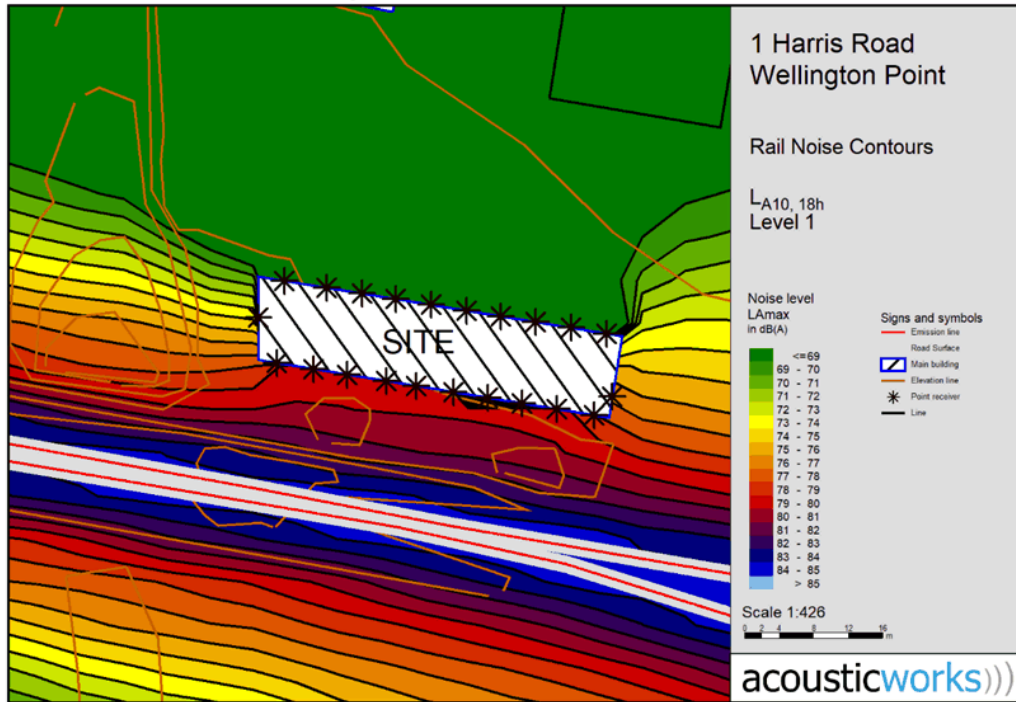 1 Harris Road
Wellington Point
Rail Noise Contours
LA10, 18h
Level 1
Noise level
LAmax
in dB(A)
<=69
69 - 70
70 - 71
71 - 72
72 - 73
73 - 74
74 - 75
75 - 76
76 - 77
77 - 78
78 - 79
79 - 80
80 - 81
81 - 82
82 - 83
83 - 84
84 - 85
> 85
Signs and symbols
Emission line
Road Surface
Main building
Elevation line
Point receiver
Line
SITE
Scale 1:426
0 2 4 8 12 16
m
acousticworks)))